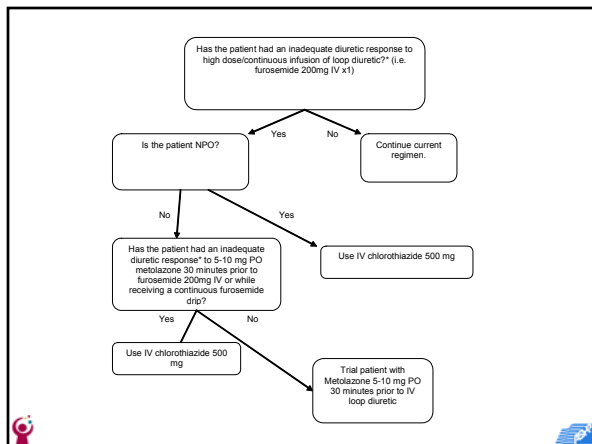 Has the patient had an inadequate diuretic response to
high dose/continuous infusion of loop diuretic?* (i.e.
furosemide 200mg IV x1)
Yes
No
Is the patient NPO?
Continue current
regimen.
No
Yes
Has the patient had an inadequate
diuretic response* to 5-10 mg PO
metolazone 30 minutes prior to
furosemide 200mg IV or while
receiving a continuous furosemide
drip?
Use IV chlorothiazide 500 mg
Yes
No
Use IV chlorothiazide 500
mg
Trial patient with
Metolazone 5-10 mg PO
30 minutes prior to IV
loop diuretic